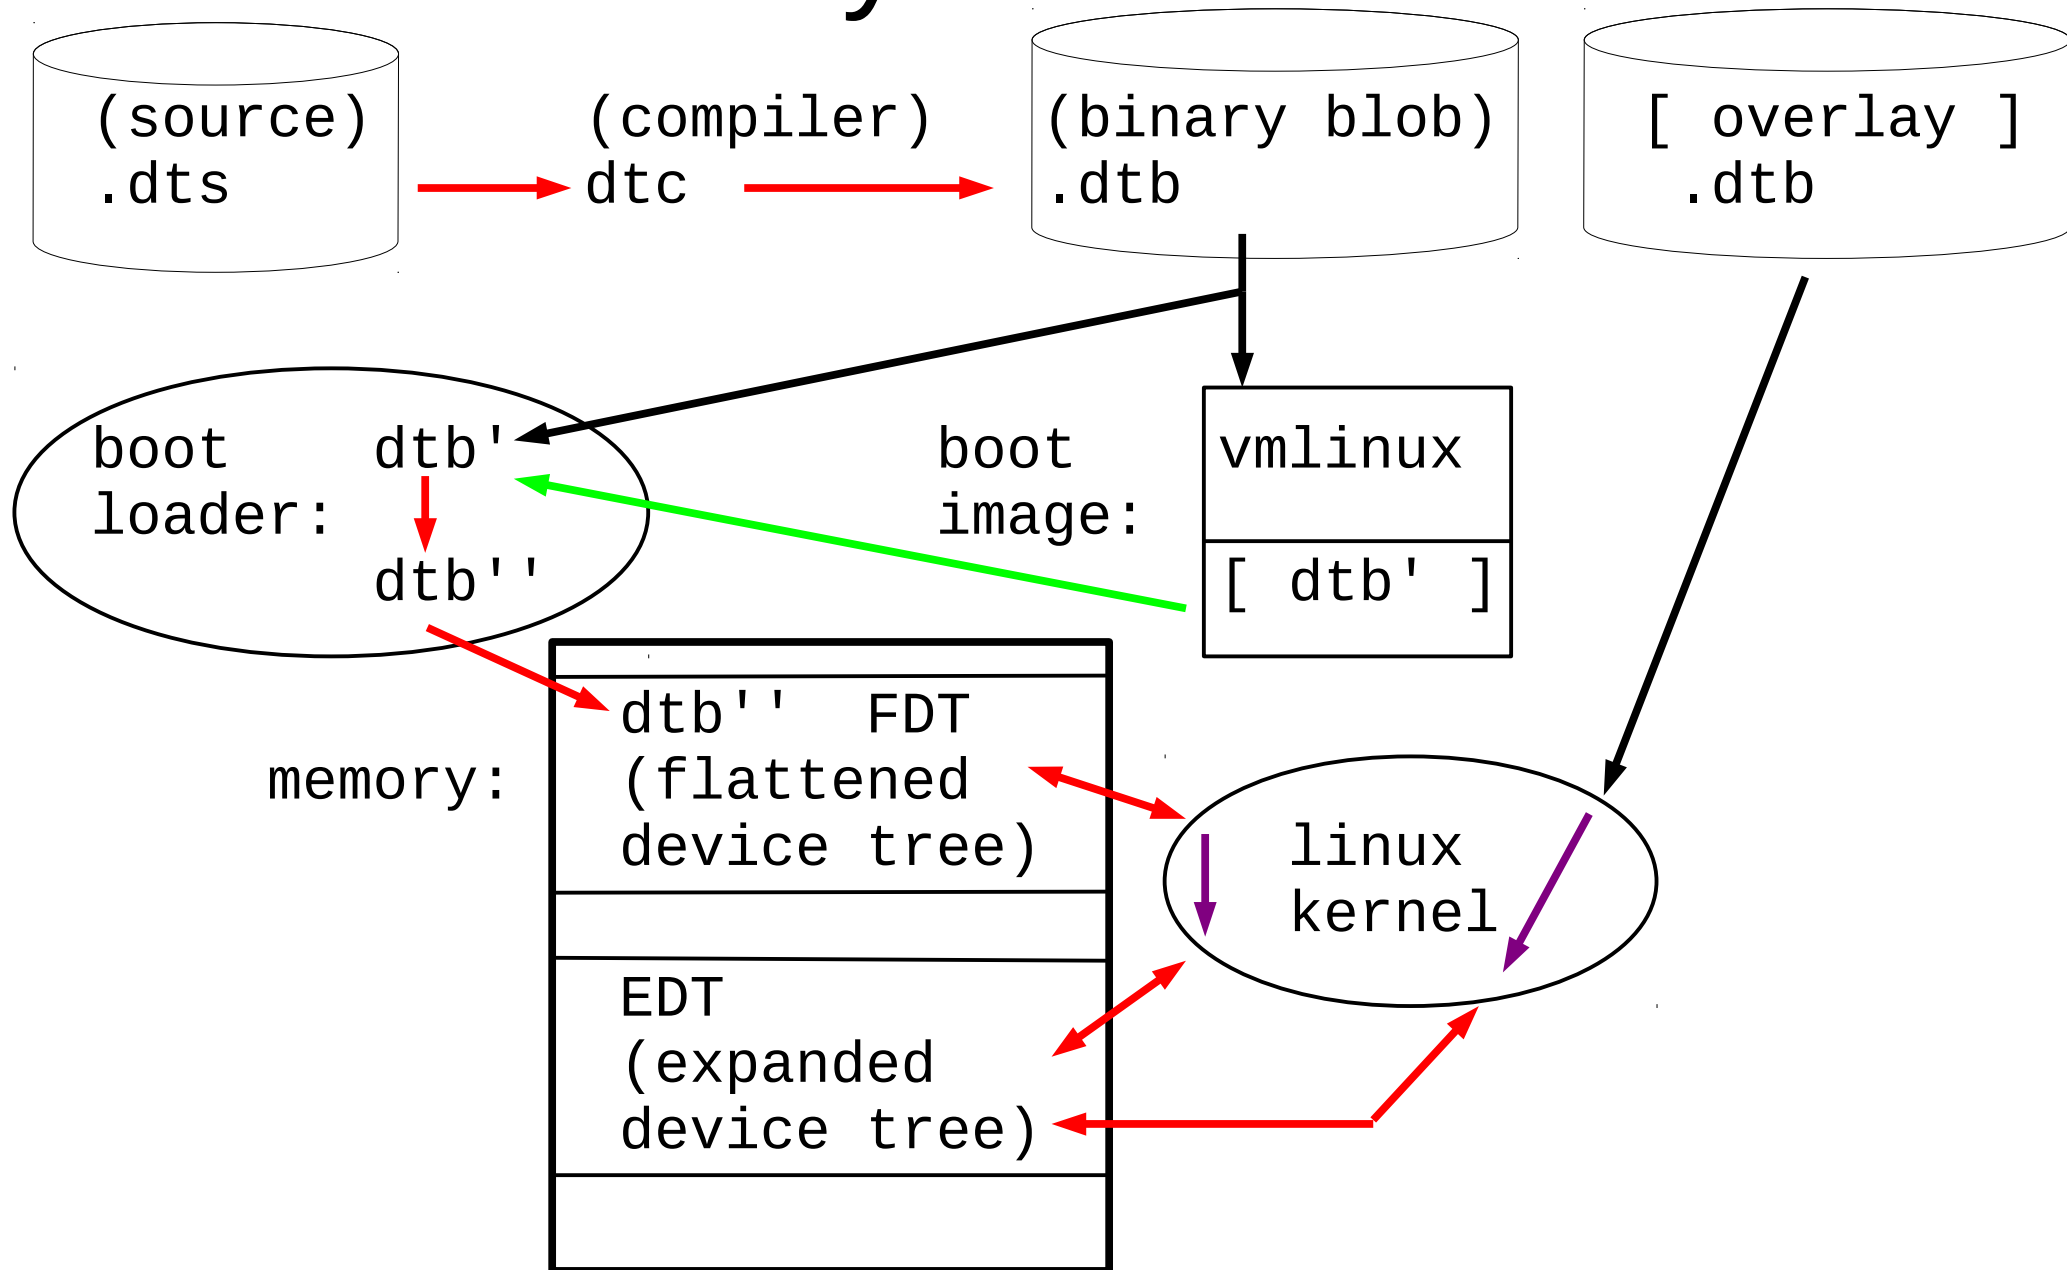 (source)
.dts
(compiler)
dtc
(binary blob)
.dtb
[ overlay ]
.dtb
boot
loader:
dtb'
dtb''
boot
image:
vmlinux
[ dtb' ]
memory:
dtb''  FDT
(flattened
device tree)
EDT
(expanded
device tree)
linux
kernel